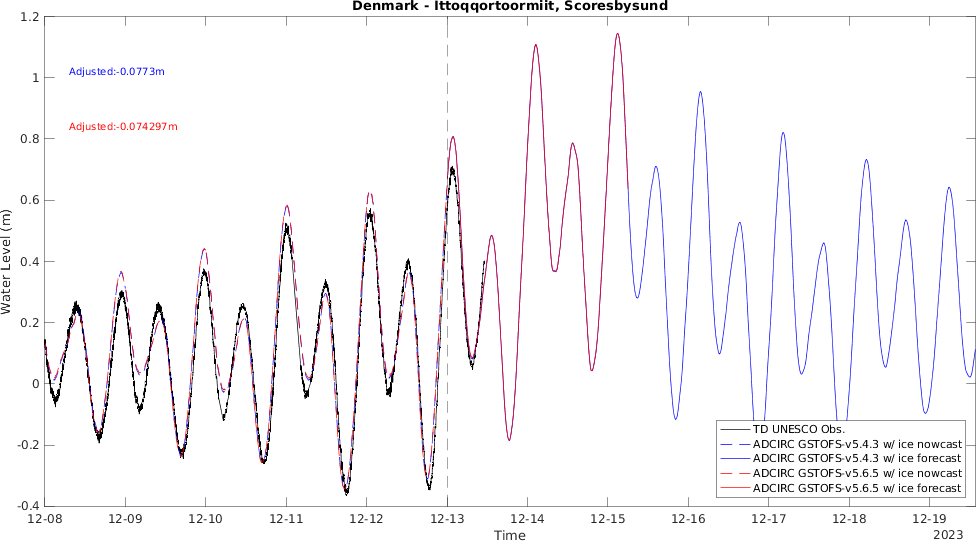 Denmark - Ittoqqortoormiit, Scoresbysund
1.2
1
0.8
0.6
0.4
0.2
0
-0.2
-0.4
Water Level (m)
Adjusted:-0.0773m
Adjusted:-0.074297m
TD UNESCO Obs.
ADCIRC GSTOFS-v5.4.3 w/ ice nowcast
ADCIRC GSTOFS-v5.4.3 w/ ice forecast
ADCIRC GSTOFS-v5.6.5 w/ ice nowcast
ADCIRC GSTOFS-v5.6.5 w/ ice forecast
12-08 12-09 12-10 12-11 12-12 12-13 12-14 12-15 12-16 12-17 12-18 12-19
Time
2023